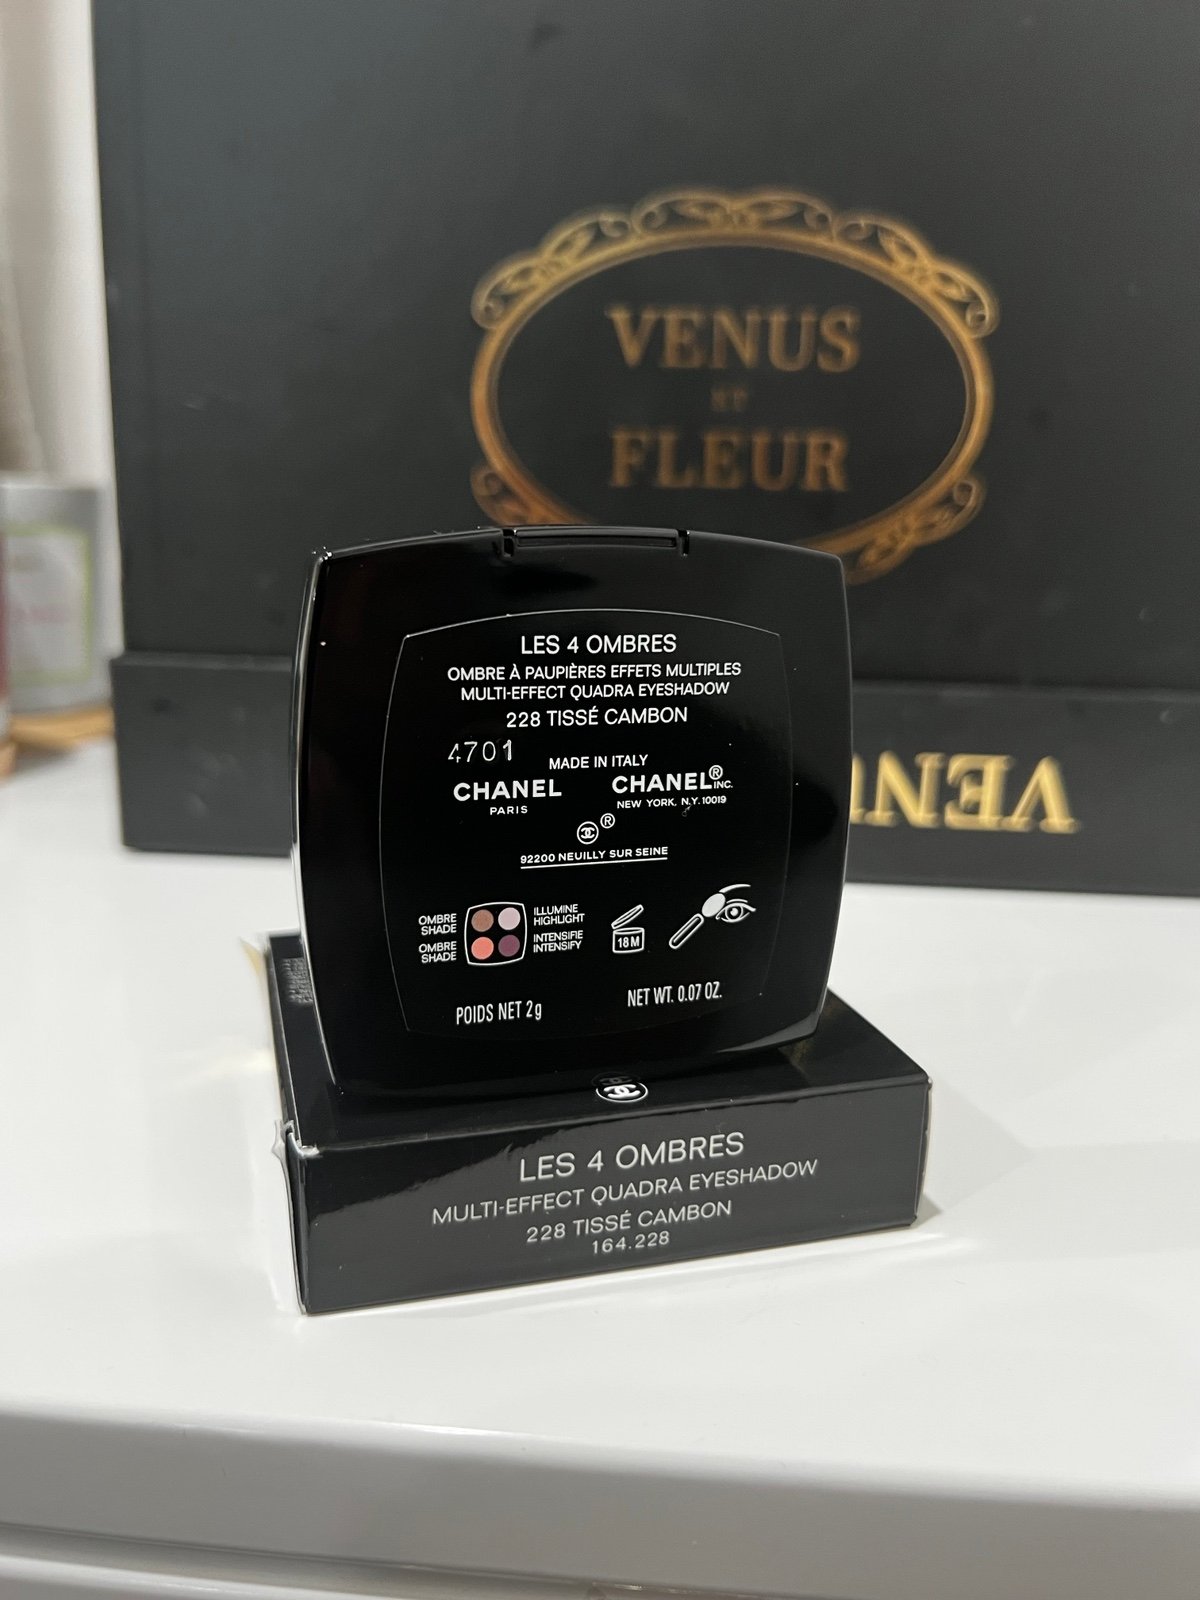 VENUS
ET
FLEUR
VENU
LES 4 OMBRES
OMBRE À PAUPIÈRES EFFETS MULTIPLES
MULTI-EFFECT QUADRA EYESHADOW
228 TISSÉ CAMBON
4701
MADE IN ITALY
CHANEL
PARIS
CHANEL® INC.
NEW YORK, N.Y. 10019
®
92200 NEUILLY SUR SEINE
OMBRE
SHADE
ILLUMINE
HIGHLIGHT
OMBRE
SHADE
INTENSIFIE
INTENSIFY
18M
POIDS NET 2g
NET WT. 0.07 OZ.
LES 4 OMBRES
MULTI-EFFECT QUADRA EYESHADOW
228 TISSÉ CAMBON
164.228